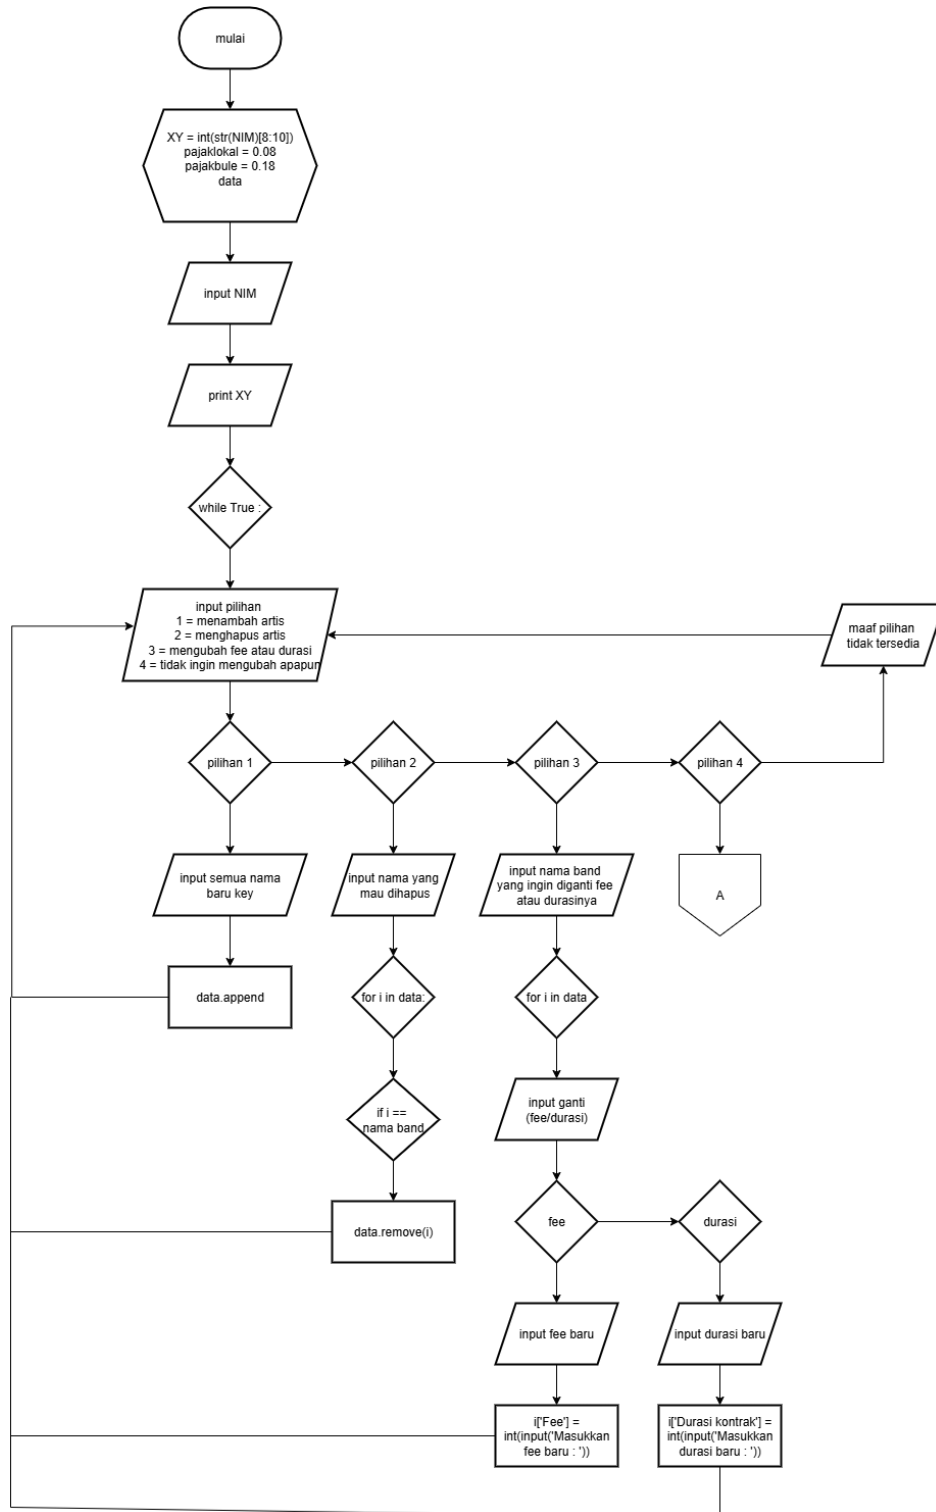 mulai
XY = int(str(NIM)[8:10])
pajaklokal = 0.08
pajakbule = 0.18
data
input NIM
print XY
while True :
input pilihan
1 = menambah artis
2 = menghapus artis
3 = mengubah fee atau durasi
4 = tidak ingin mengubah apapun
maaf pilihan
tidak tersedia
pilihan 1
pilihan 2
pilihan 3
pilihan 4
input semua nama
baru key
input nama yang
mau dihapus
input nama band
yang ingin diganti fee
atau durasinya
A
data.append
for i in data:
for i in data
if i ==
nama band
input ganti
(fee/durasi)
data.remove(i)
fee
durasi
input fee baru
input durasi baru
i['Fee'] =
int(input('Masukkan
fee baru : '))
i['Durasi kontrak'] =
int(input('Masukkan
durasi baru : '))